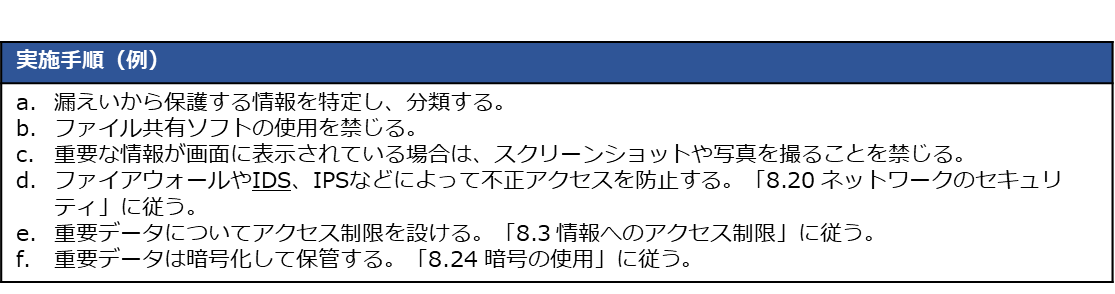 実施手順（例）
a. 漏えいから保護する情報を特定し、分類する。
b. ファイル共有ソフトの使用を禁じる。
c. 重要な情報が画面に表示されている場合は、スクリーンショットや写真を撮ることを禁じる。
d. ファイアウォールやIDS、IPSなどによって不正アクセスを防止する。「8.20 ネットワークのセキュリ
ティ」に従う。
e. 重要データについてアクセス制限を設ける。「8.3 情報へのアクセス制限」に従う。
f. 重要データは暗号化して保管する。「8.24 暗号の使用」に従う。